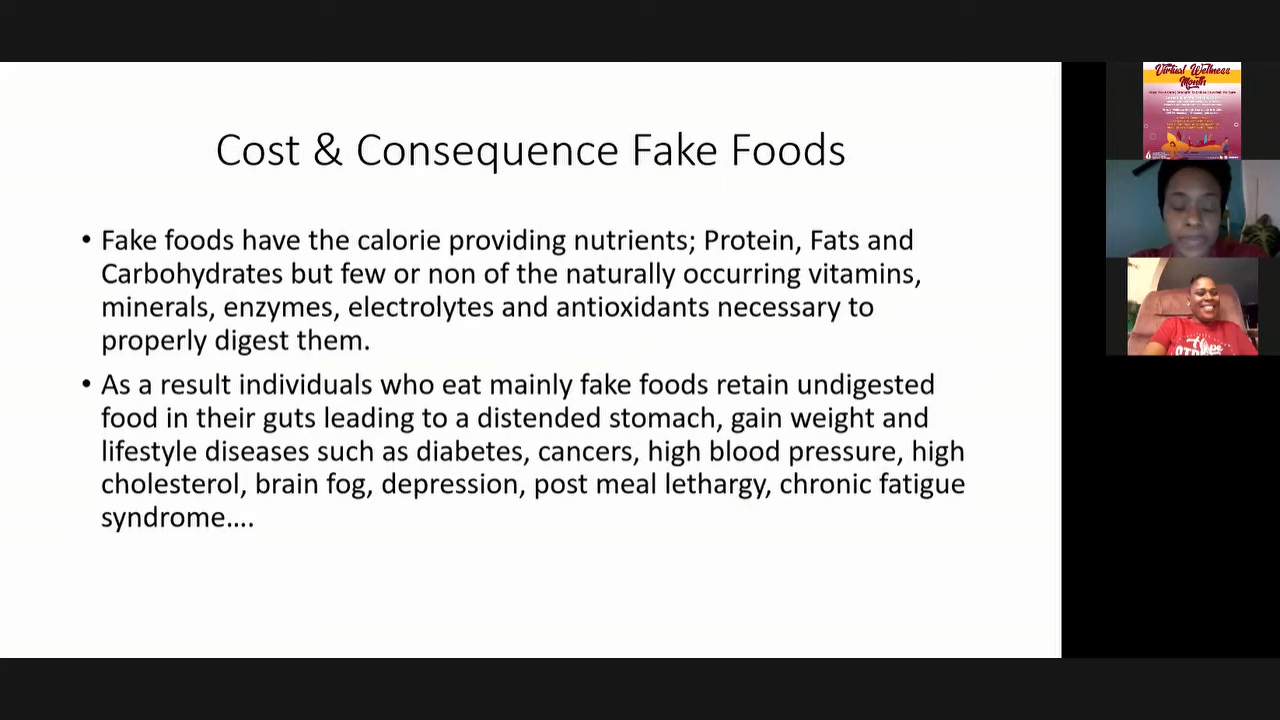 Cost & Consequence Fake Foods
• Fake foods have the calorie providing nutrients; Protein, Fats and
Carbohydrates but few or non of the naturally occurring vitamins,
minerals, enzymes, electrolytes and antioxidants necessary to
properly digest them.
• As a result individuals who eat mainly fake foods retain undigested
food in their guts leading to a distended stomach, gain weight and
lifestyle diseases such as diabetes, cancers, high blood pressure, high
cholesterol, brain fog, depression, post meal lethargy, chronic fatigue
syndrome....
Virtual Wellness
Month